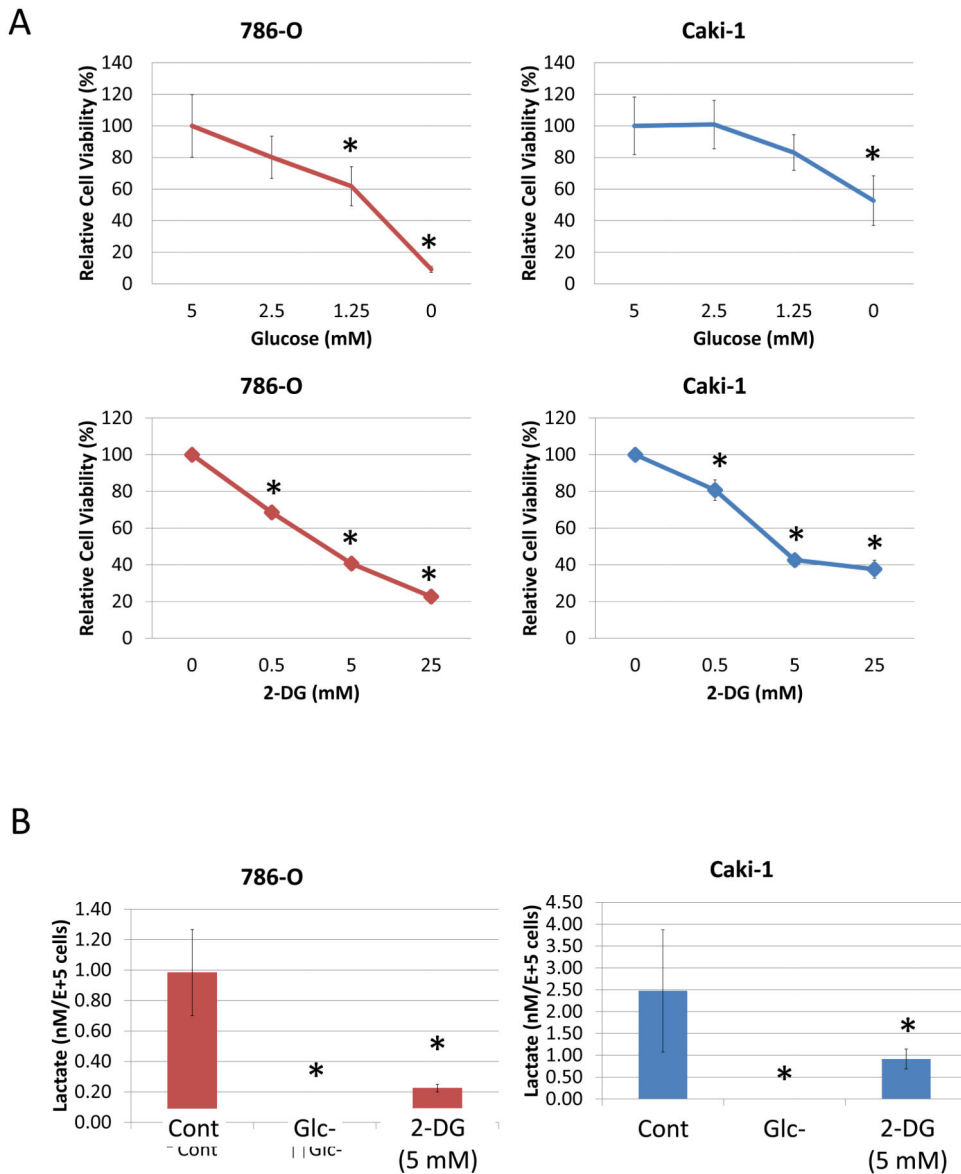 A
786-O
Relative Cell Viability (%)
140
120
100
80
60
40
20
0
*
*
5 2.5 1.25 0
Glucose (mM)
Caki-1
Relative Cell Viability (%)
140
120
100
80
60
40
20
0
*
5 2.5 1.25 0
Glucose (mM)
786-O
Relative Cell Viability (%)
120
100
80
60
40
20
0
*
*
*
0 0.5 5 25
2-DG (mM)
Caki-1
Relative Cell Viability (%)
120
100
80
60
40
20
0
*
*
*
0 0.5 5 25
2-DG (mM)
B
786-O
Lactate (nM/E+5 cells)
1.40
1.20
1.00
0.80
0.60
0.40
0.20
0.00
*
*
Cont Glc- 2-DG
(5 mM)
Cont Glc-
Caki-1
Lactate (nM/E+5 cells)
4.50
4.00
3.50
3.00
2.50
2.00
1.50
1.00
0.50
0.00
*
*
Cont Glc- 2-DG
(5 mM)